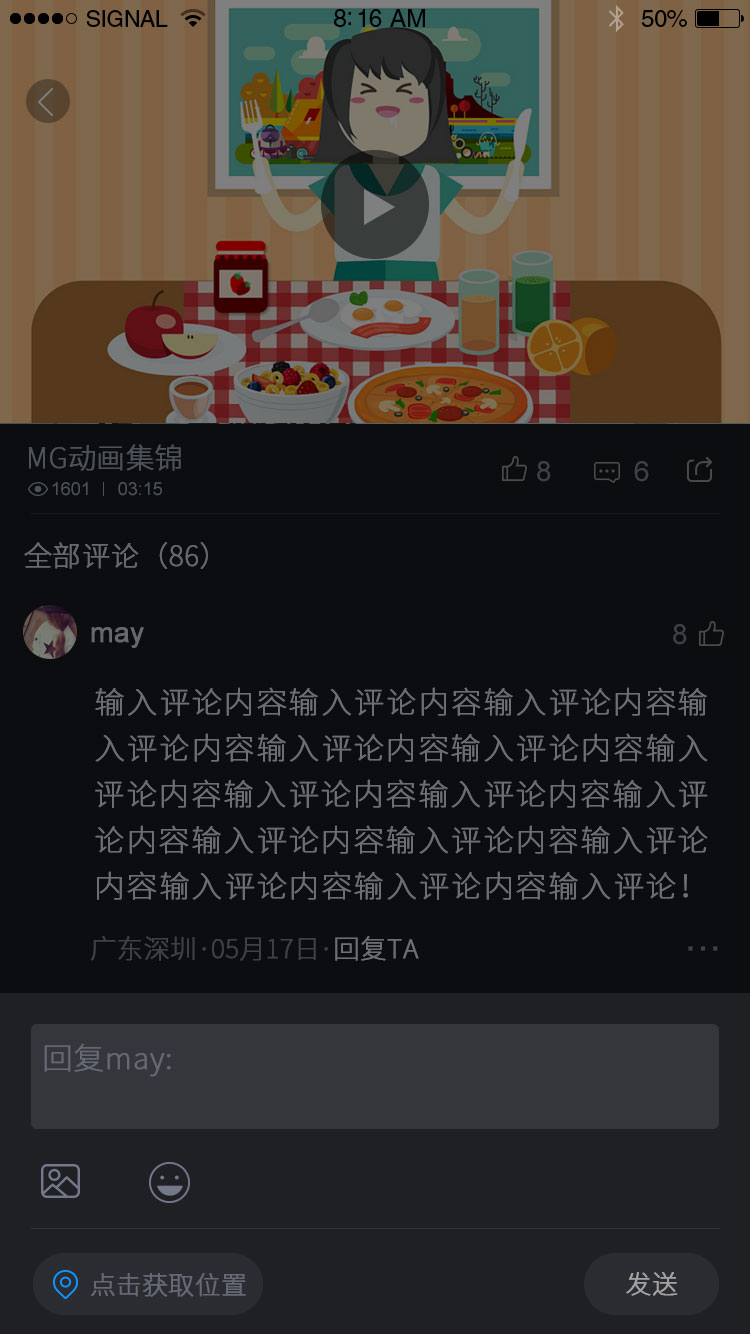 SIGNAL 8:16 AM 50%
MG动画集锦
8 6
1601 | 03:15
全部评论（86）
may 8
输入评论内容输入评论内容输入评论内容输
入评论内容输入评论内容输入评论内容输入
评论内容输入评论内容输入评论内容输入评
论内容输入评论内容输入评论内容输入评论
内容输入评论内容输入评论内容输入评论！
广东深圳·05月17日·回复TA
回复may:
点击获取位置 发送